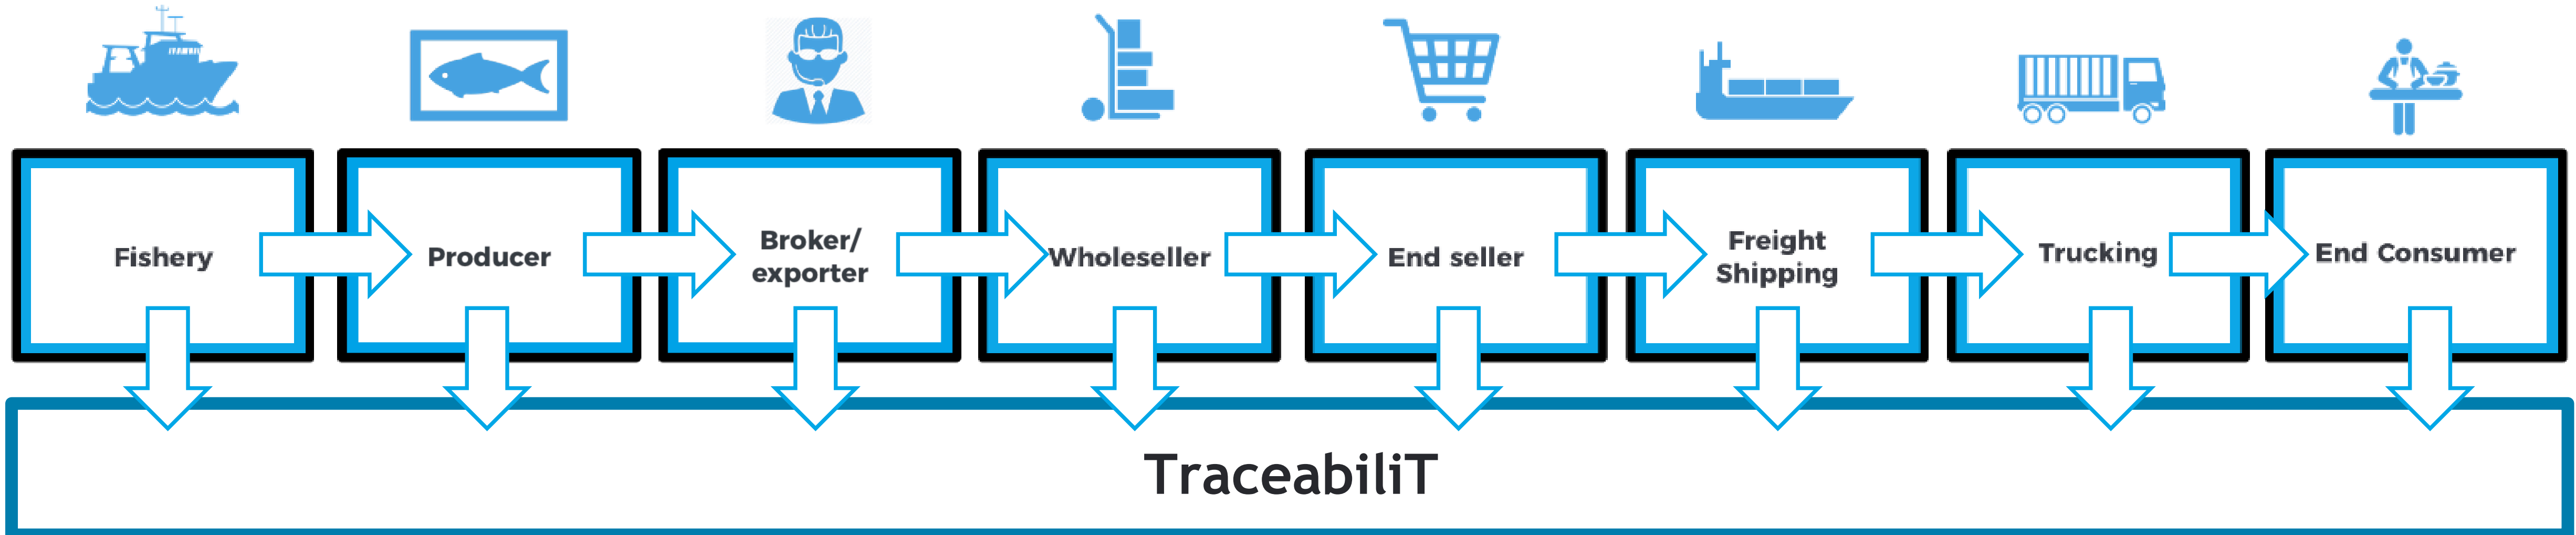 Fishery
Producer
Broker/
exporter
Wholeseller
End seller
Freight
Shipping
Trucking
End Consumer
TraceabiliT